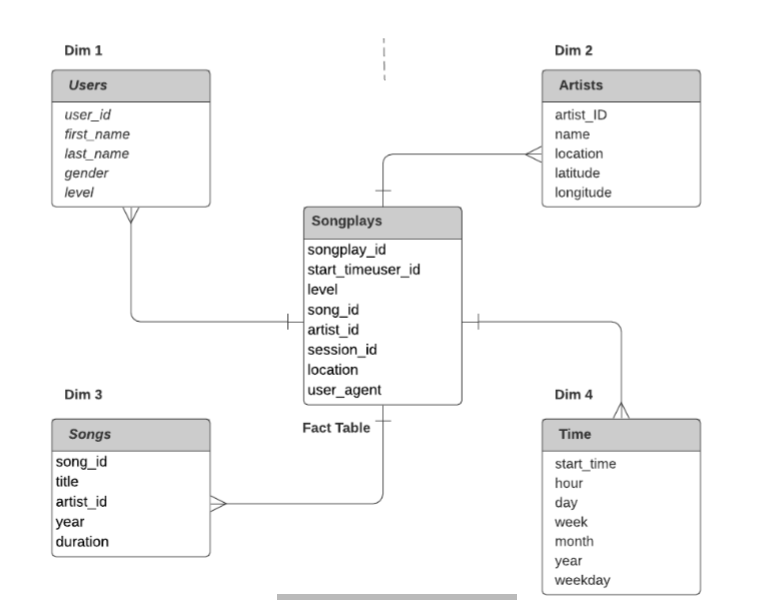 Dim 1
Users
user_id
first_name
last_name
gender
level
Dim 2
Artists
artist_ID
name
location
latitude
longitude
Songplays
songplay_id
start_timeuser_id
level
song_id
artist_id
session_id
location
user_agent
Fact Table
Dim 3
Songs
song_id
title
artist_id
year
duration
Dim 4
Time
start_time
hour
day
week
month
year
weekday